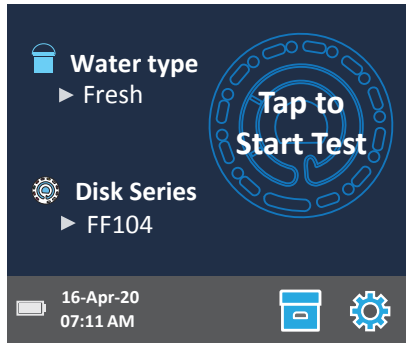 Water type
Fresh
Tap to
Start Test
Disk Series
FF104
16-Apr-20
07:11 AM